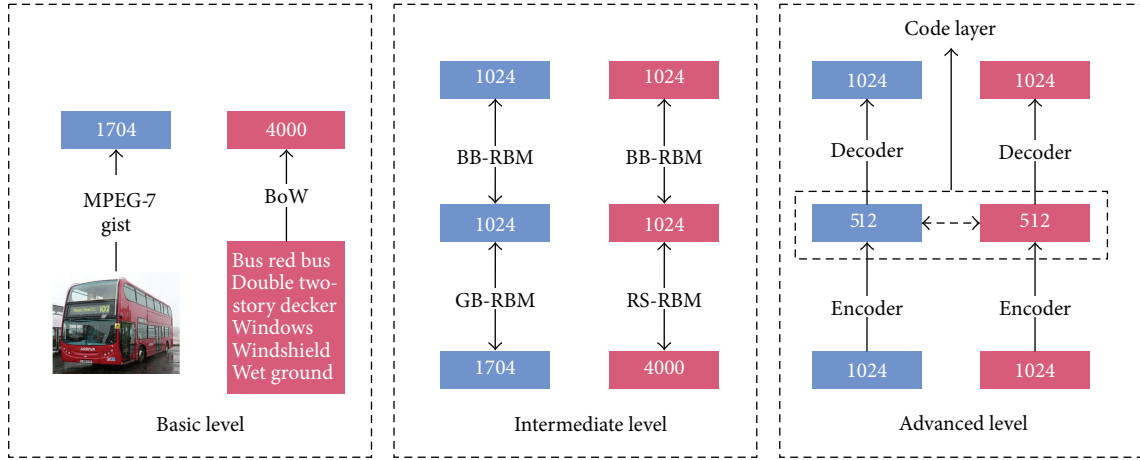 1704
4000
MPEG-7
gist
BoW
Bus red bus
Double two-
story decker
Windows
Windshield
Wet ground
102
ARRIVA
Basic level
1024
1024
BB-RBM
BB-RBM
1024
1024
GB-RBM
RS-RBM
1704
4000
Intermediate level
Code layer
1024
1024
Decoder
Decoder
512
512
Encoder
Encoder
1024
1024
Advanced level